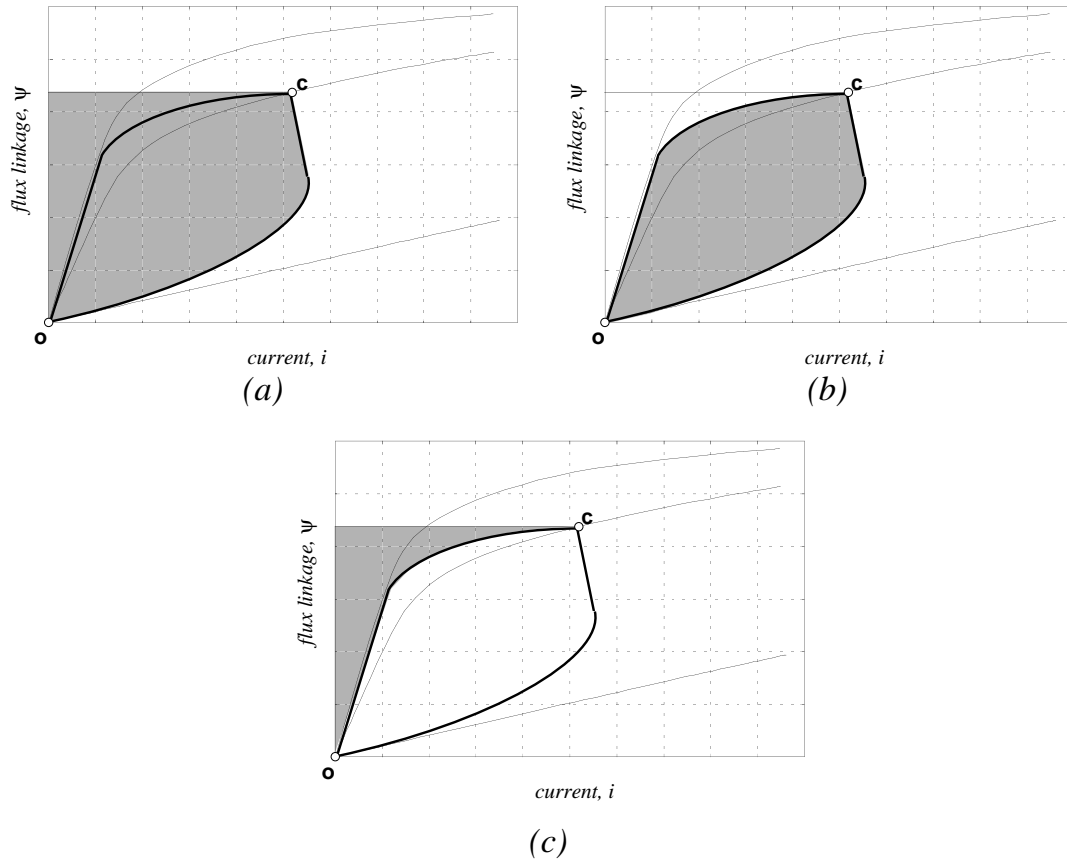 flux linkage, ψ
c
o
current, i
(a)
flux linkage, ψ
c
o
current, i
(b)
flux linkage, ψ
c
o
current, i
(c)